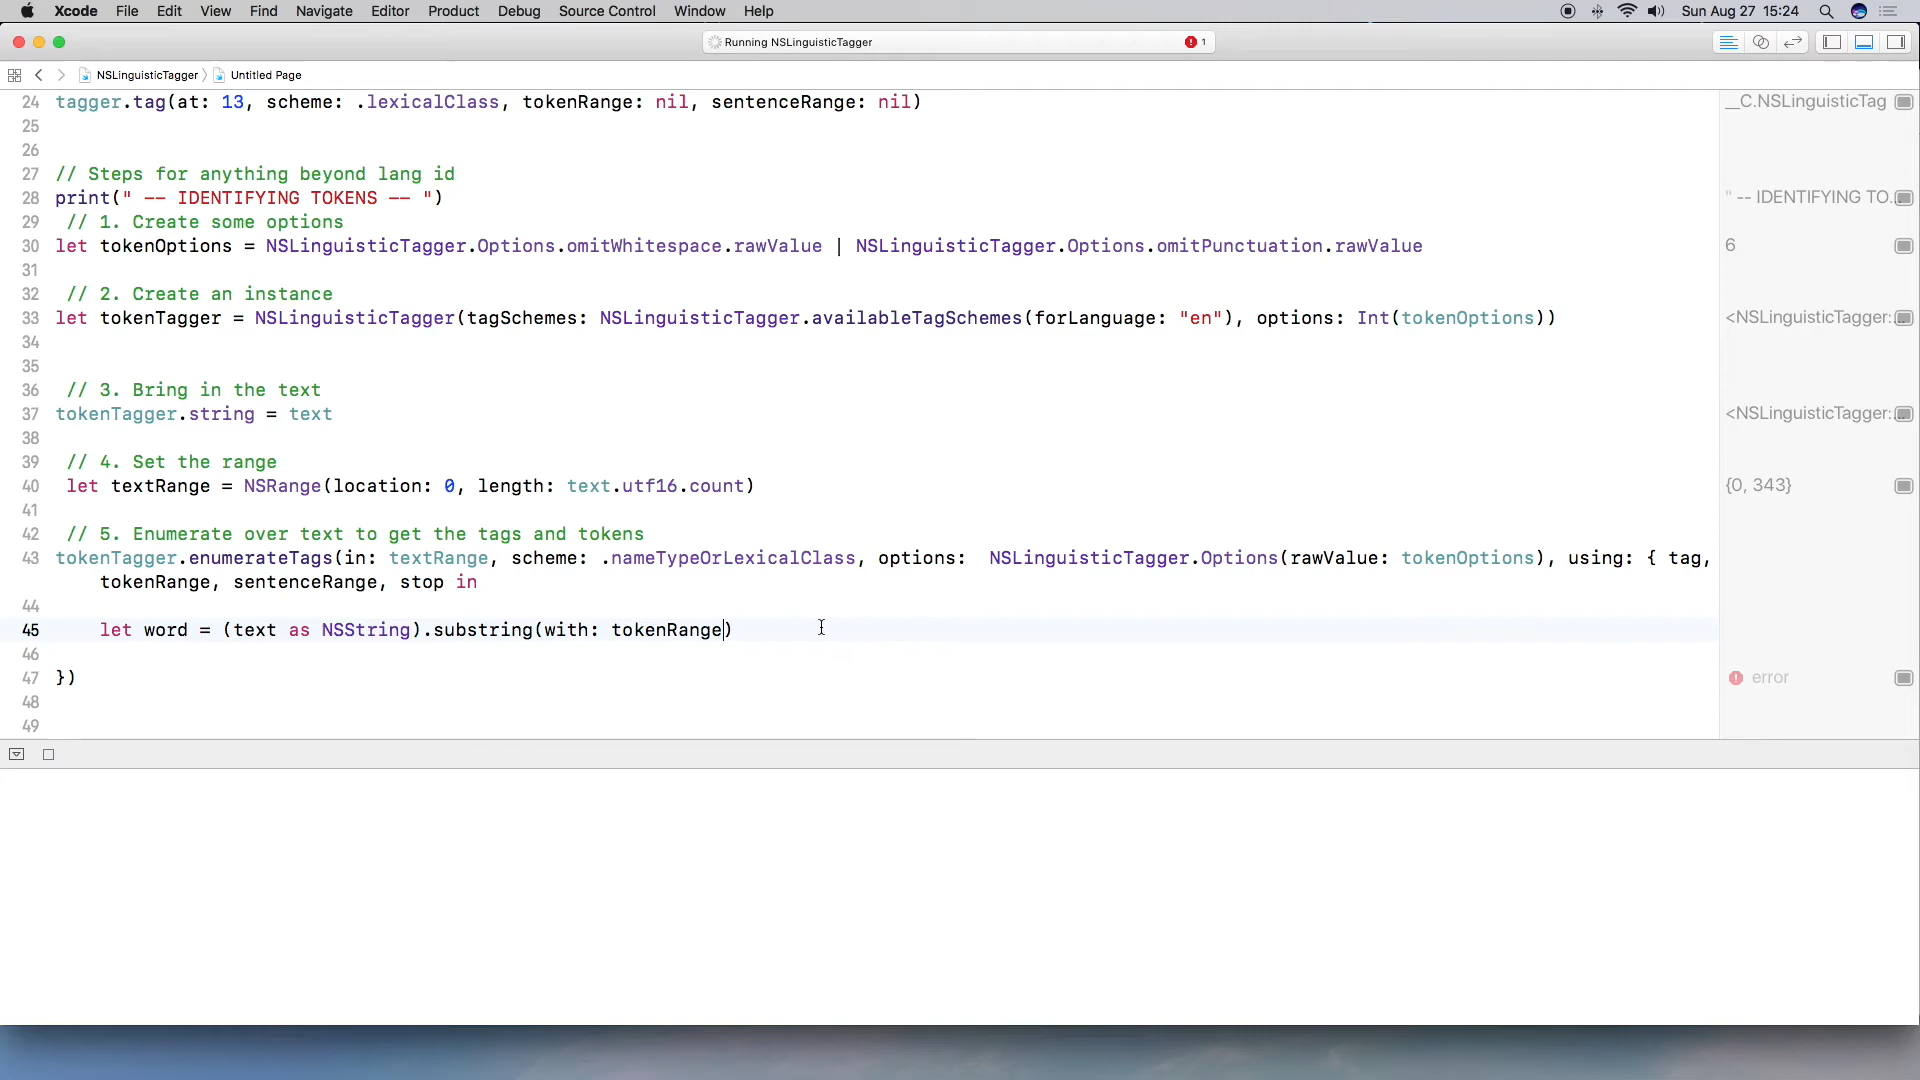 Xcode File Edit View Find Navigate Editor Product Debug Source Control Window Help Sun Aug 27 15:24
Running NSLinguisticTagger 1
NSLinguisticTagger Untitled Page
24 tagger.tag(at: 13, scheme: .lexicalClass, tokenRange: nil, sentenceRange: nil) __C.NSLinguisticTag
25
26
27 // Steps for anything beyond lang id
28 print(" -- IDENTIFYING TOKENS -- ") " -- IDENTIFYING TO...
29 // 1. Create some options
30 let tokenOptions = NSLinguisticTagger.Options.omitWhitespace.rawValue | NSLinguisticTagger.Options.omitPunctuation.rawValue 6
31
32 // 2. Create an instance
33 let tokenTagger = NSLinguisticTagger(tagSchemes: NSLinguisticTagger.availableTagSchemes(forLanguage: "en"), options: Int(tokenOptions)) <NSLinguisticTagger:...
34
35
36 // 3. Bring in the text
37 tokenTagger.string = text <NSLinguisticTagger:...
38
39 // 4. Set the range
40 let textRange = NSRange(location: 0, length: text.utf16.count) {0, 343}
41
42 // 5. Enumerate over text to get the tags and tokens
43 tokenTagger.enumerateTags(in: textRange, scheme: .nameTypeOrLexicalClass, options: NSLinguisticTagger.Options(rawValue: tokenOptions), using: { tag,
tokenRange, sentenceRange, stop in
44
45 let word = (text as NSString).substring(with: tokenRange)
46
47 }) error
48
49